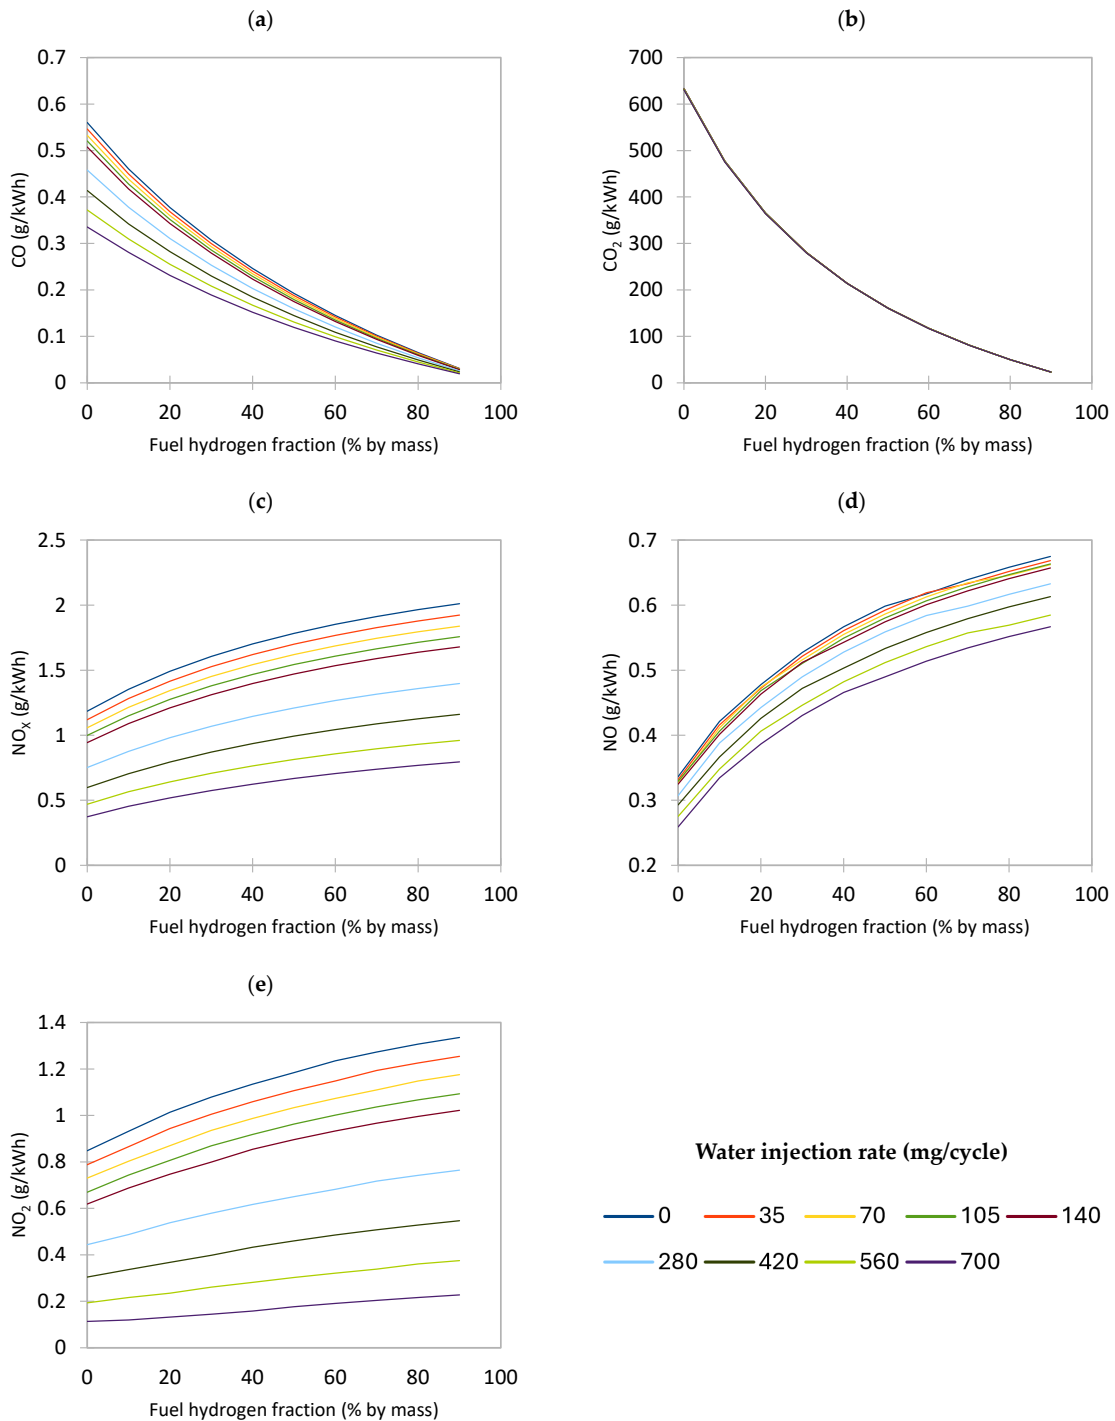 (a)
0.7
0.6
0.5
0.4
0.3
0.2
0.1
0
CO (g/kWh)
0 20 40 60 80 100
Fuel hydrogen fraction (% by mass)
(b)
700
600
500
400
300
200
100
0
CO₂ (g/kWh)
0 20 40 60 80 100
Fuel hydrogen fraction (% by mass)
(c)
2.5
2
1.5
1
0.5
0
NOₓ (g/kWh)
0 20 40 60 80 100
Fuel hydrogen fraction (% by mass)
(d)
0.7
0.6
0.5
0.4
0.3
0.2
NO (g/kWh)
0 20 40 60 80 100
Fuel hydrogen fraction (% by mass)
(e)
1.4
1.2
1
0.8
0.6
0.4
0.2
0
NO₂ (g/kWh)
0 20 40 60 80 100
Fuel hydrogen fraction (% by mass)
Water injection rate (mg/cycle)
0 35 70 105 140
280 420 560 700